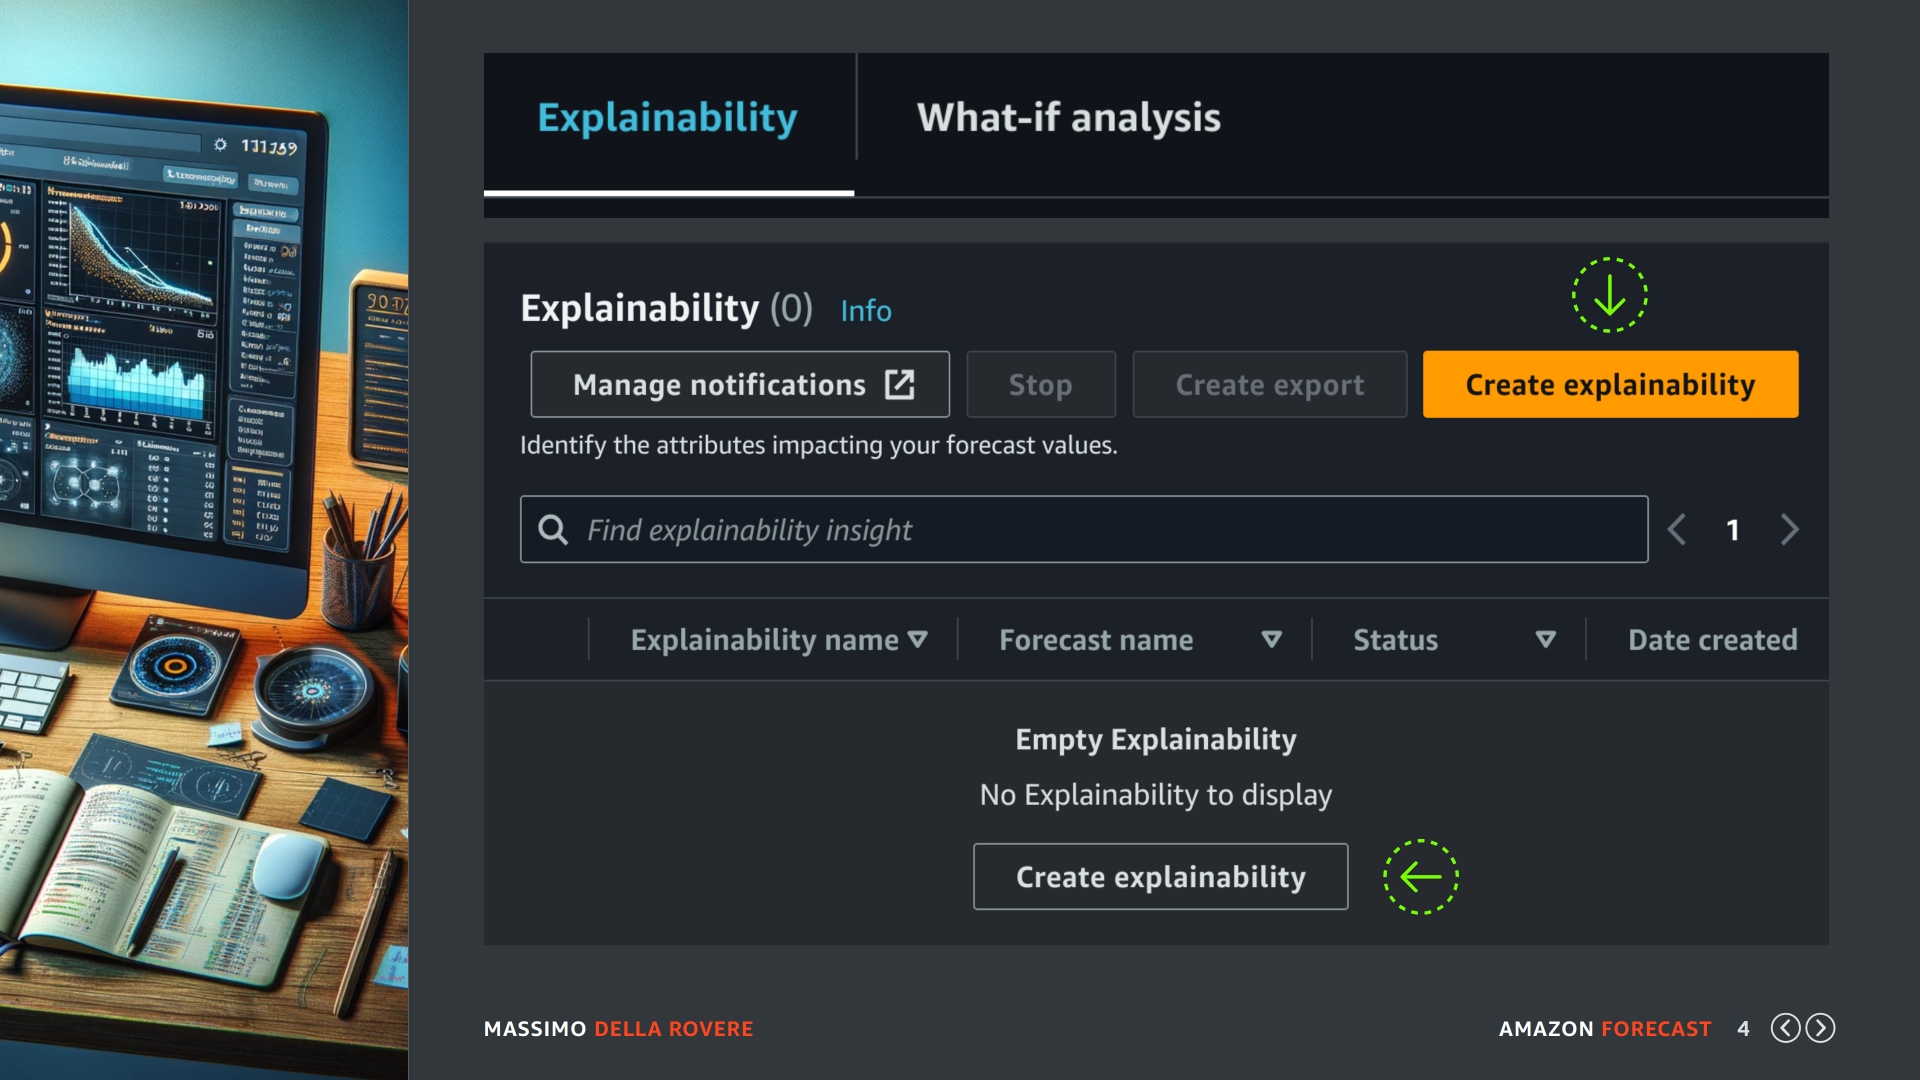 Explainability
What-if analysis
Explainability (0) Info
Manage notifications
Stop
Create export
Create explainability
Identify the attributes impacting your forecast values.
Find explainability insight
1
Explainability name
Forecast name
Status
Date created
Empty Explainability
No Explainability to display
Create explainability
MASSIMO DELLA ROVERE
AMAZON FORECAST 4